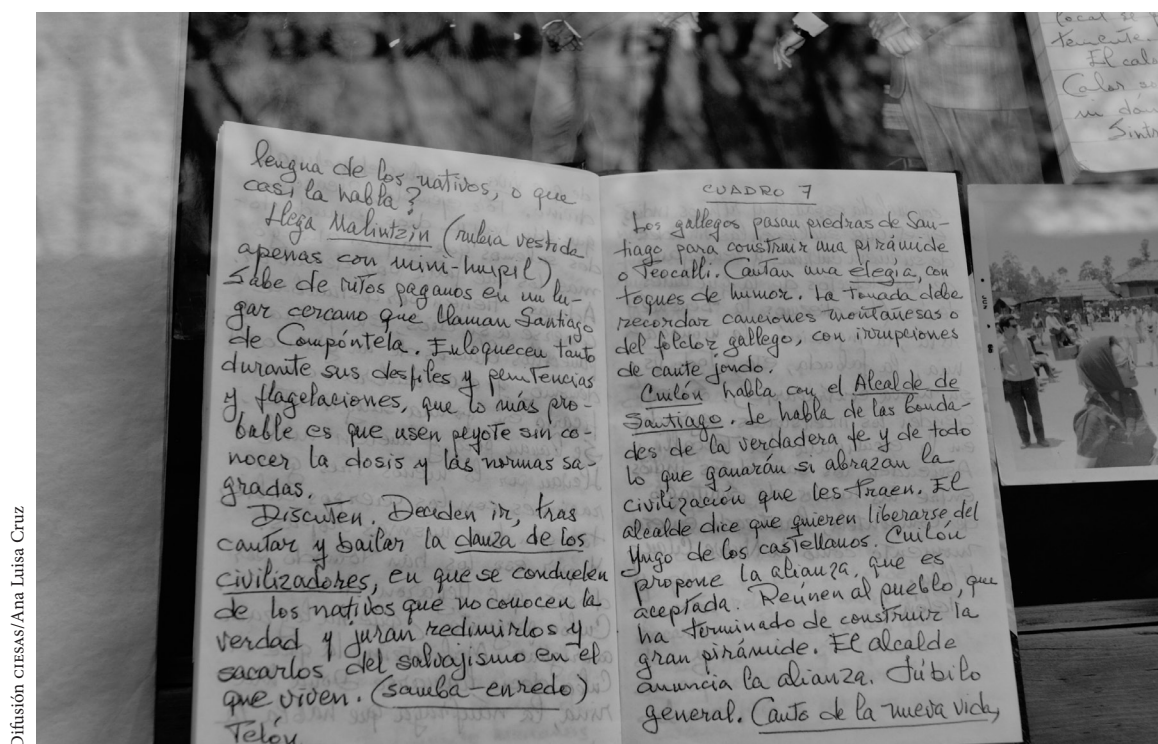 lengua de los nativos, o que
casi la habla?
Llega Malintzin (rubia vestida
apenas con mini-huipil).
Sabe de ritos paganos en un lu-
gar cercano que llaman Santiago
de Compóntela. Enloquecen tanto
durante sus desfiles y penitencias
y flagelaciones, que lo más pro-
bable es que usen peyote sin co-
nocer la dosis y las normas sa-
gradas.
Discuten. Deciden ir, tras
cantar y bailar la danza de los
civilizadores, en que se conduelen
de los nativos que no conocen la
verdad y juran redimirlos y
sacarlos del salvajismo en el
que viven. (samba-enredo)
Telón
CUADRO 7
Los gallegos pasan piedras de San-
tiago para construir una pirámide
o Teocalli. Cantan una elegía, con
toques de humor. La tonada debe
recordar canciones montañesas o
del folclor gallego, con irrupciones
de cante jondo.
Cuilón habla con el Alcalde de
Santiago. Le habla de las bonda-
des de la verdadera fe y de todo
lo que ganarán si abrazan la
civilización que les traen. El
alcalde dice que quieren liberarse del
yugo de los castellanos. Cuilón
propone la alianza, que es
aceptada. Reúnen al pueblo, que
ha terminado de construir la
gran pirámide. El alcalde
anuncia la alianza. Júbilo
general. Canto de la nueva vida,
local se
El calo
Calor
mi
Difusión CIESAS/Ana Luisa Cruz